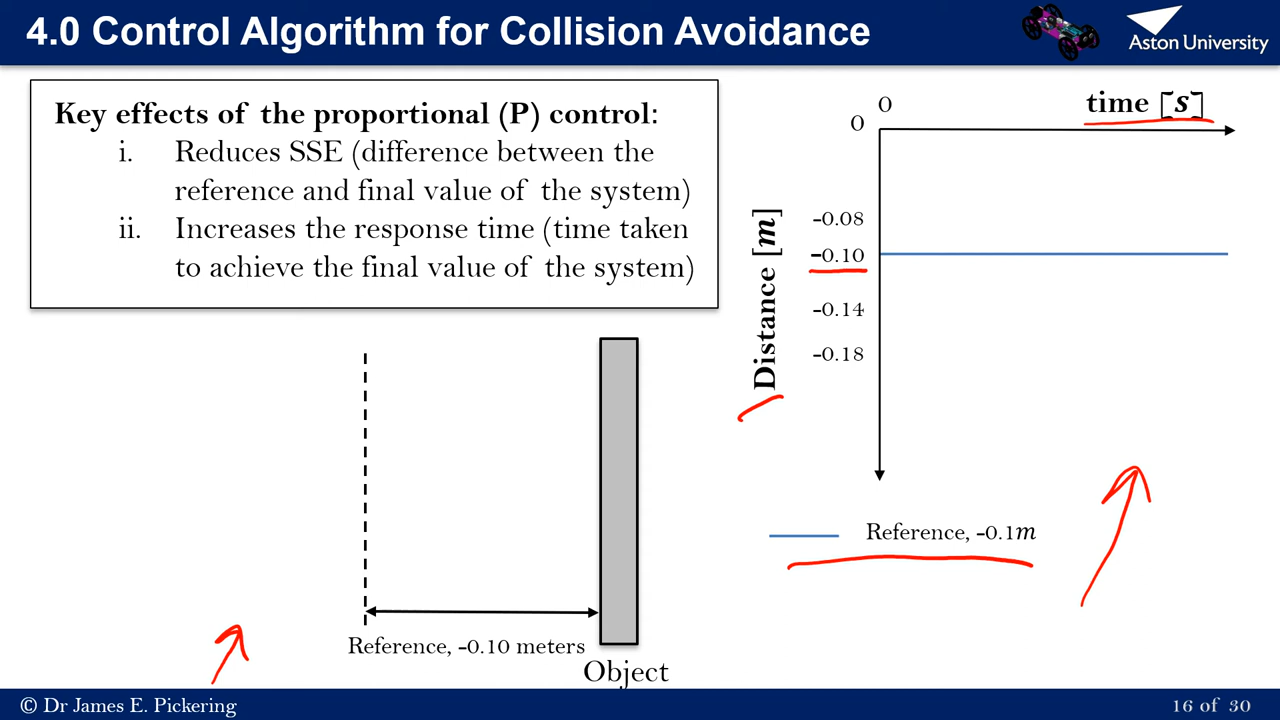 4.0 Control Algorithm for Collision Avoidance
Aston University
Key effects of the proportional (P) control:
i. Reduces SSE (difference between the
reference and final value of the system)
ii. Increases the response time (time taken
to achieve the final value of the system)
0
time [s]
0
-0.08
-0.10
-0.14
-0.18
Distance [m]
Reference, -0.1m
Reference, -0.10 meters
Object
© Dr James E. Pickering
16 of 30